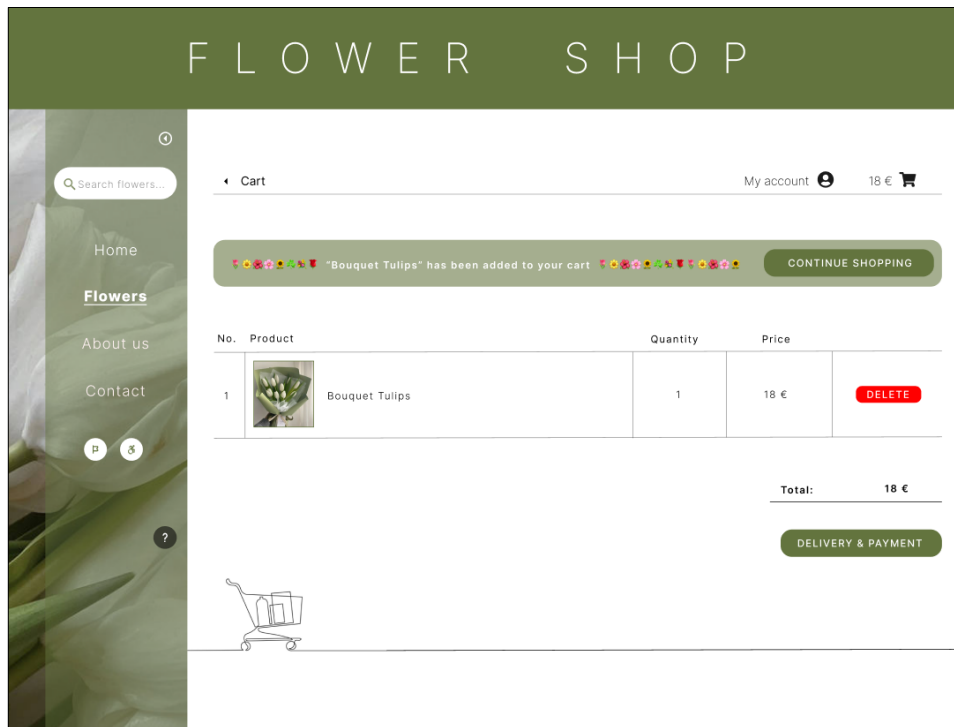 FLOWER SHOP
Search flowers...
Home
Flowers
About us
Contact
?
Cart
My account
18 €
"Bouquet Tulips" has been added to your cart
CONTINUE SHOPPING
No. Product Quantity Price
1 Bouquet Tulips 1 18 € DELETE
Total: 18 €
DELIVERY & PAYMENT